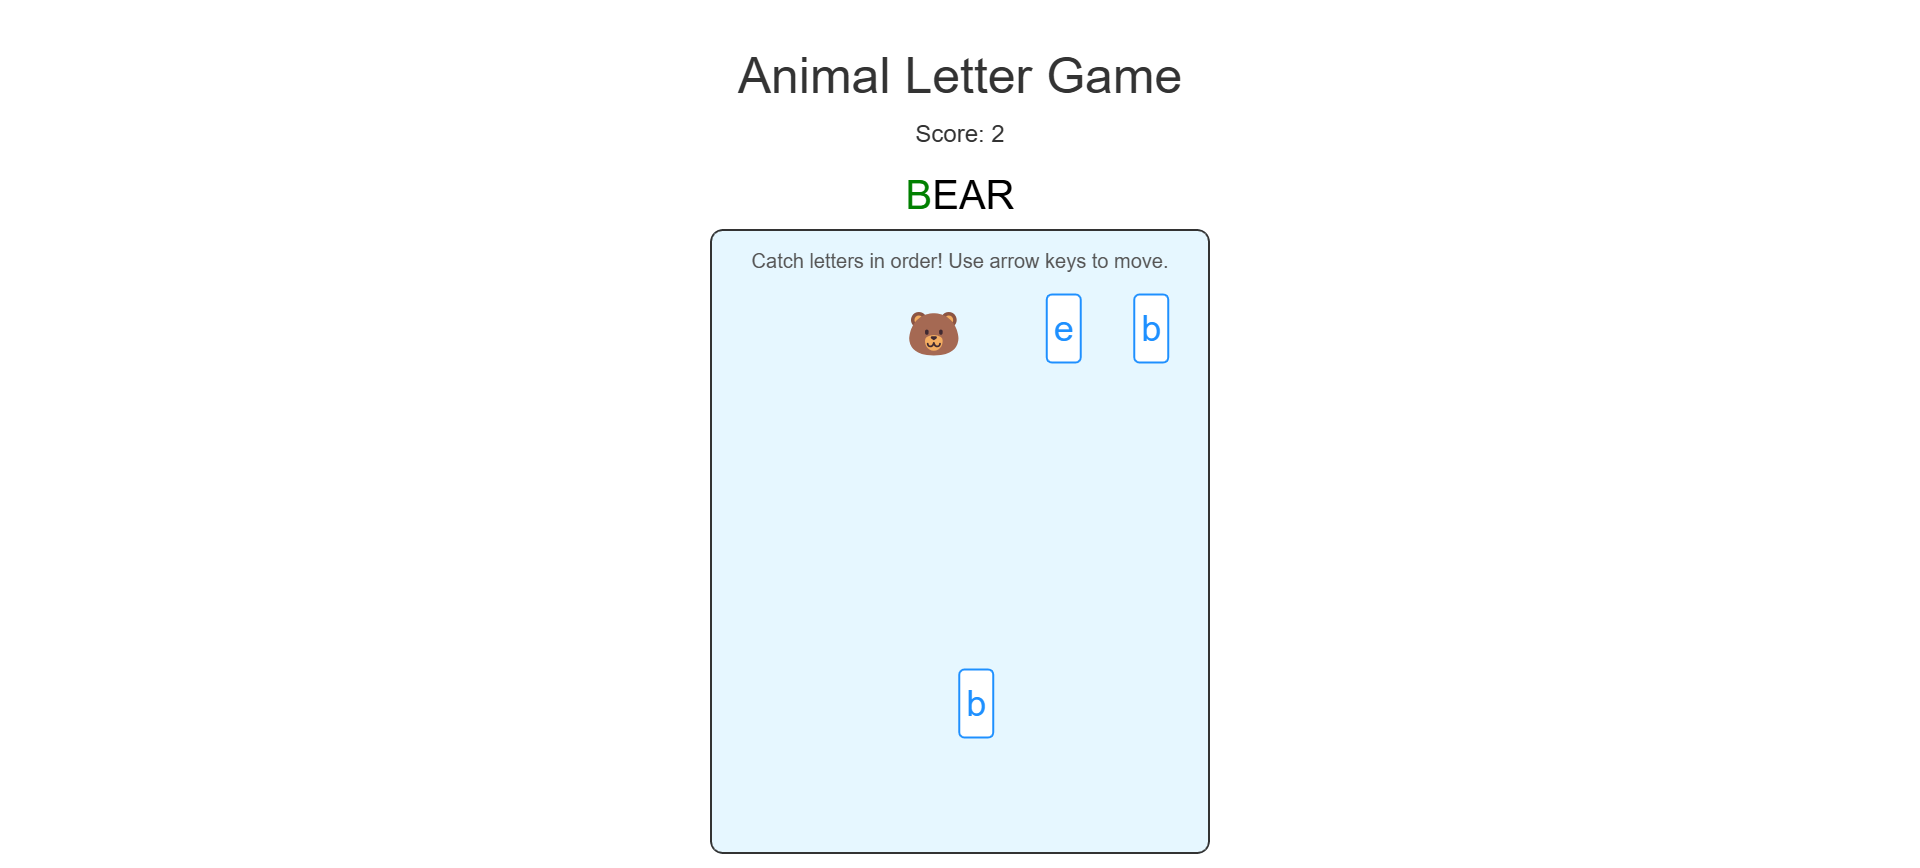 Animal Letter Game
Score: 2
BEAR
Catch letters in order! Use arrow keys to move.
e b
b